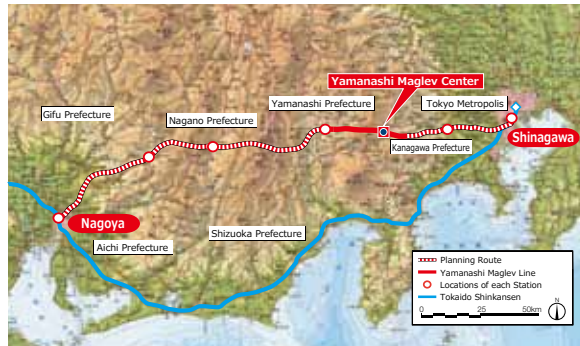 Yamanashi Maglev Center
Gifu Prefecture
Nagano Prefecture
Yamanashi Prefecture
Tokyo Metropolis
Kanagawa Prefecture
Shinagawa
Nagoya
Aichi Prefecture
Shizuoka Prefecture
Planning Route
Yamanashi Maglev Line
Locations of each Station
Tokaido Shinkansen
0 25 50km
N